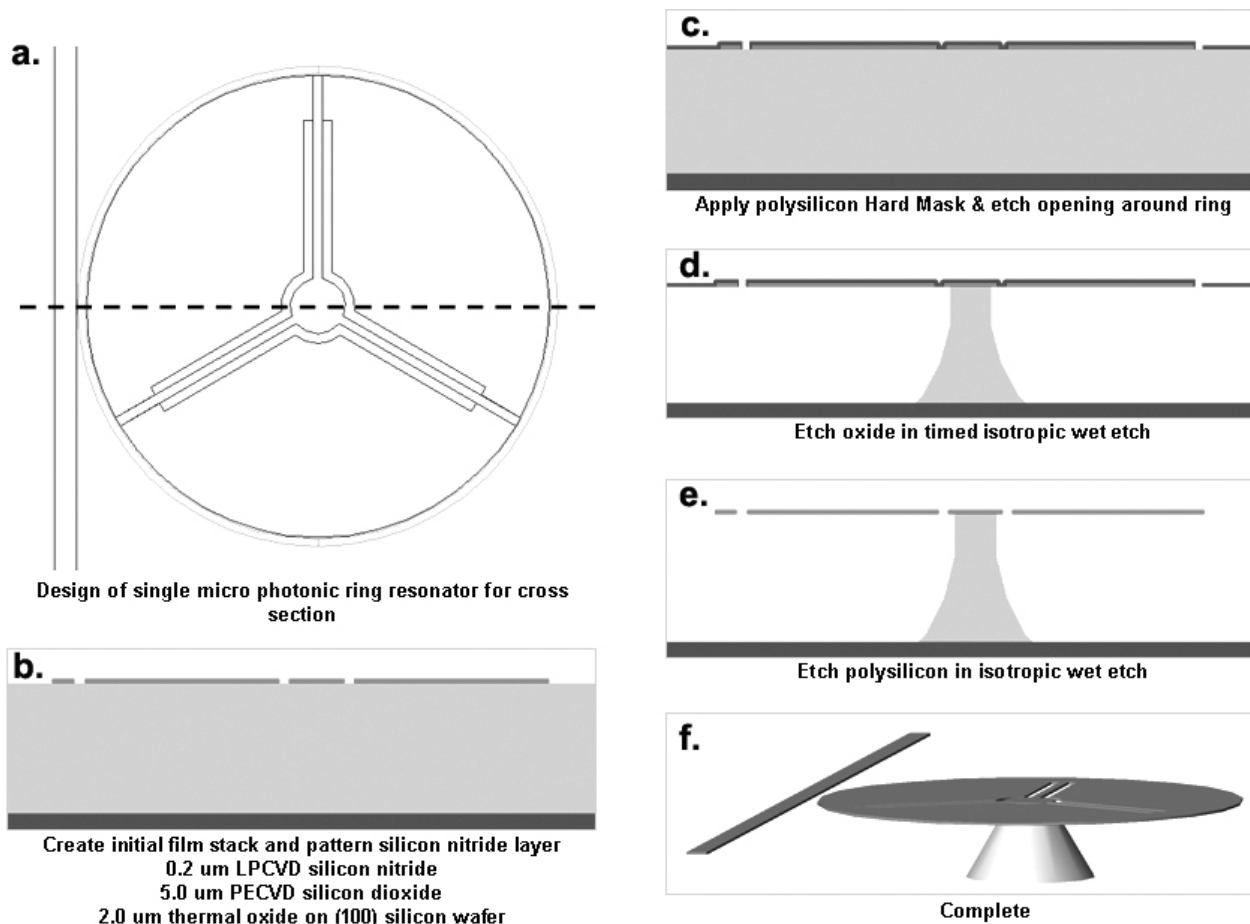 a.
Design of single micro photonic ring resonator for cross
section
b.
Create initial film stack and pattern silicon nitride layer
0.2 um LPCVD silicon nitride
5.0 um PECVD silicon dioxide
2.0 um thermal oxide on (100) silicon wafer
c.
Apply polysilicon Hard Mask & etch opening around ring
d.
Etch oxide in timed isotropic wet etch
e.
Etch polysilicon in isotropic wet etch
f.
Complete